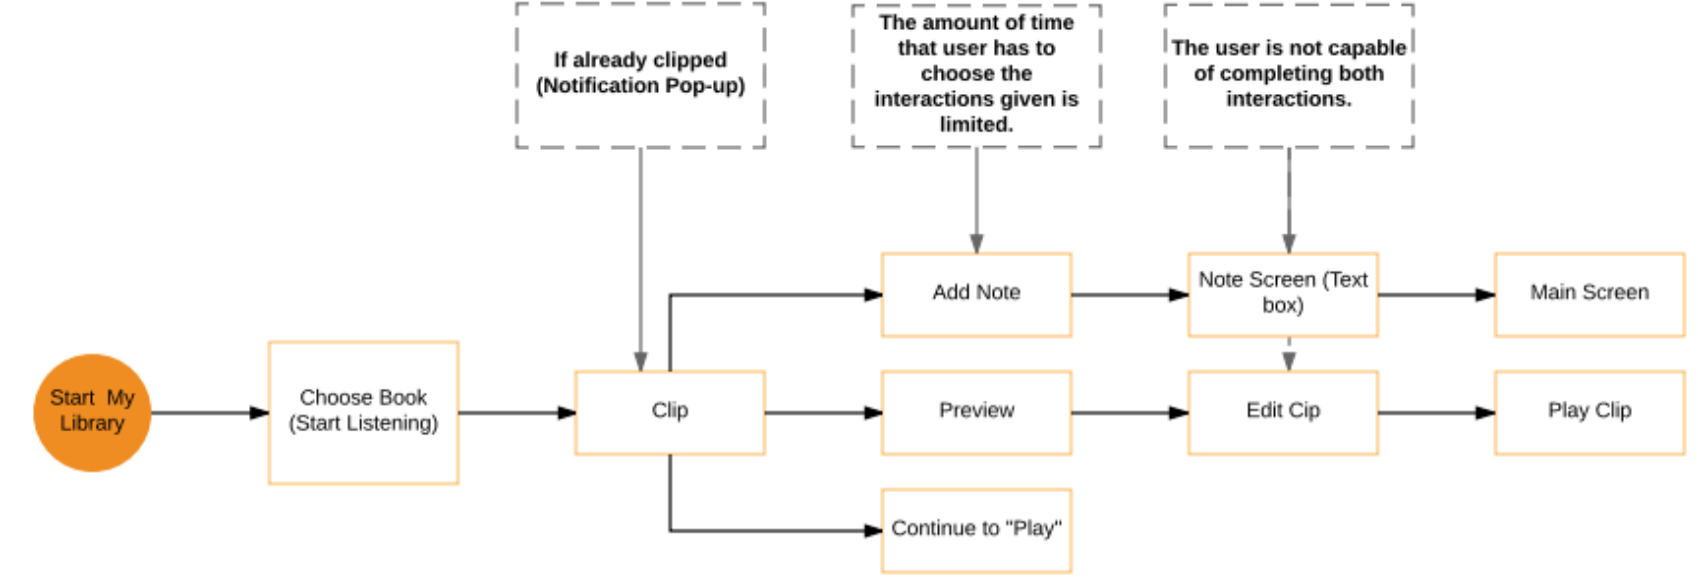 If already clipped
(Notification Pop-up)
The amount of time
that user has to
choose the
interactions given is
limited.
The user is not capable
of completing both
interactions.
Add Note
Note Screen (Text
box)
Main Screen
Start My
Library
Choose Book
(Start Listening)
Clip
Preview
Edit Cip
Play Clip
Continue to "Play"